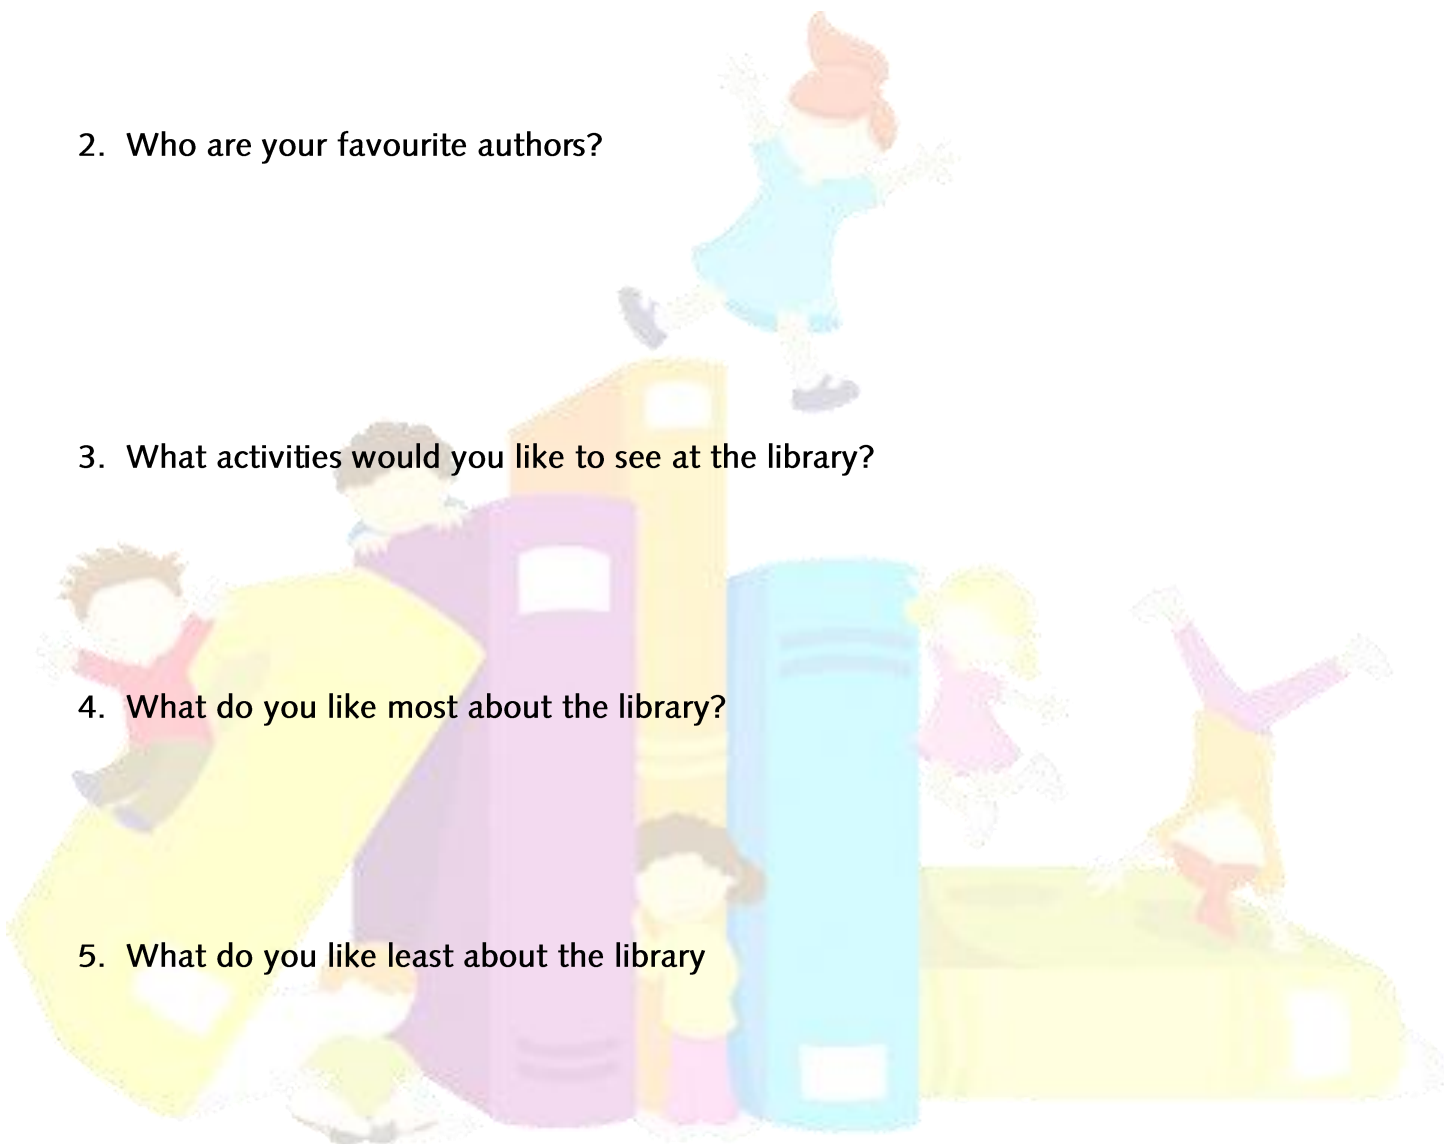 2. Who are your favourite authors?
3. What activities would you like to see at the library?
4. What do you like most about the library?
5. What do you like least about the library